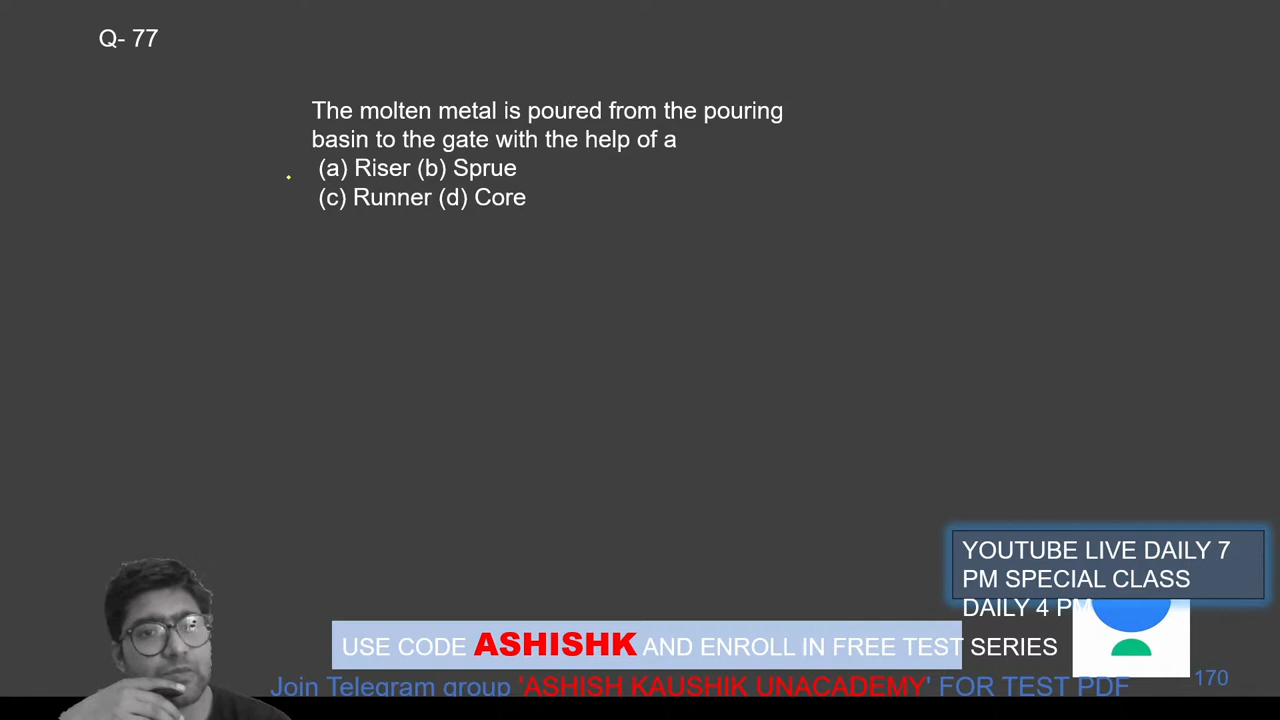 Q- 77
The molten metal is poured from the pouring
basin to the gate with the help of a
(a) Riser (b) Sprue
(c) Runner (d) Core
YOUTUBE LIVE DAILY 7
PM SPECIAL CLASS
DAILY 4 PM
USE CODE ASHISHK AND ENROLL IN FREE TEST SERIES
Join Telegram group 'ASHISH KAUSHIK UNACADEMY' FOR TEST PDF
170